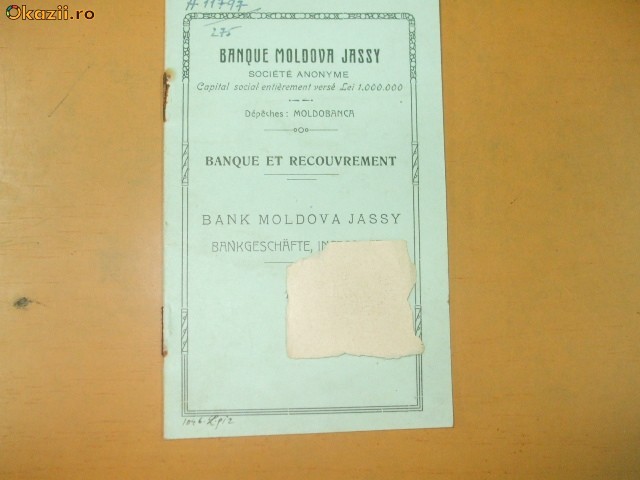 Okazii.ro
A 11797
275
BANQUE MOLDOVA JASSY
SOCIÉTÉ ANONYME
Capital social entièrement versé Lei 1.000.000
Dépêches: MOLDOBANCA
BANQUE ET RECOUVREMENT
BANK MOLDOVA JASSY
BANKGESCHÄFTE,